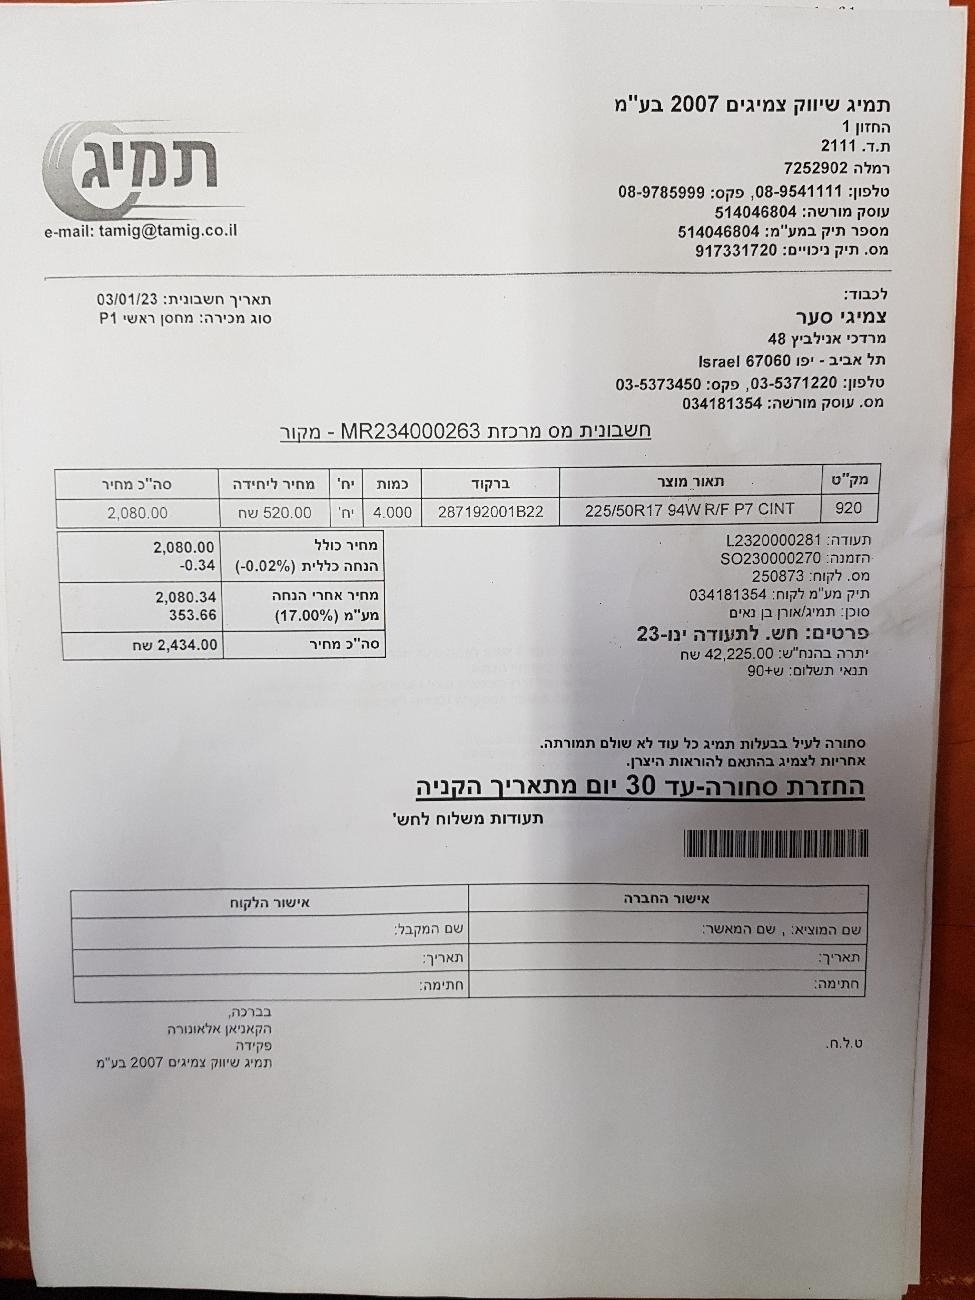 תמיג שיווק צמיגים 2007 בע"מ
החזון 1
ת.ד. 2111
רמלה 7252902
טלפון: 08-9541111, פקס: 08-9785999
עוסק מורשה: 514046804
מספר תיק במע"מ: 514046804
מס. תיק ניכויים: 917331720
תמיג
e-mail: tamig@tamig.co.il
לכבוד:
צמיגי סער
מרדכי אנילביץ 48
תל אביב - יפו 67060 Israel
טלפון: 03-5371220, פקס: 03-5373450
מס. עוסק מורשה: 034181354
תאריך חשבונית: 03/01/23
סוג מכירה: מחסן ראשי P1
חשבונית מס מרכזת MR234000263 - מקור
מק"ט תאור מוצר ברקוד כמות יח' מחיר ליחידה סה"כ מחיר
920 225/50R17 94W R/F P7 CINT 287192001B22 4.000 יח' 520.00 שח 2,080.00
תעודה: L2320000281
הזמנה: SO230000270
מס. לקוח: 250873
תיק מע"מ לקוח: 034181354
סוכן: תמיג/אורן בן נאים
פרטים: חש. לתעודה ינו-23
יתרה בהנח"ש: 42,225.00 שח
תנאי תשלום: ש+90
מחיר כולל 2,080.00
הנחה כללית (-0.02%) -0.34
מחיר אחרי הנחה 2,080.34
מע"מ (17.00%) 353.66
סה"כ מחיר 2,434.00 שח
סחורה לעיל בבעלות תמיג כל עוד לא שולם תמורתה.
אחריות לצמיג בהתאם להוראות היצרן.
החזרת סחורה-עד 30 יום מתאריך הקניה
תעודות משלוח לחש'
אישור החברה אישור הלקוח
שם המוציא: , שם המאשר: שם המקבל:
תאריך: תאריך:
חתימה: חתימה:
בברכה,
הקאניאן אלאונורה
פקידה
תמיג שיווק צמיגים 2007 בע"מ
ט.ל.ח.